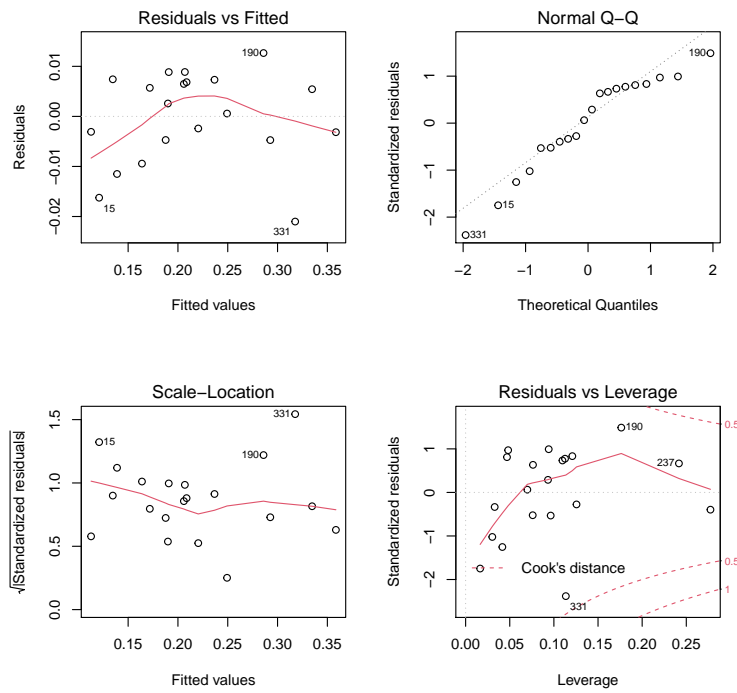 Residuals vs Fitted
Residuals
0.01
0.00
−0.01
−0.02
190
15
331
0.15 0.20 0.25 0.30 0.35
Fitted values
Normal Q−Q
Standardized residuals
1
0
−1
−2
190
15
331
−2 −1 0 1 2
Theoretical Quantiles
Scale−Location
√|Standardized residuals|
1.5
1.0
0.5
0.0
331
15
190
0.15 0.20 0.25 0.30 0.35
Fitted values
Residuals vs Leverage
Standardized residuals
1
0
−1
−2
0.5
190
237
0.5
Cook's distance
1
331
0.00 0.05 0.10 0.15 0.20 0.25
Leverage